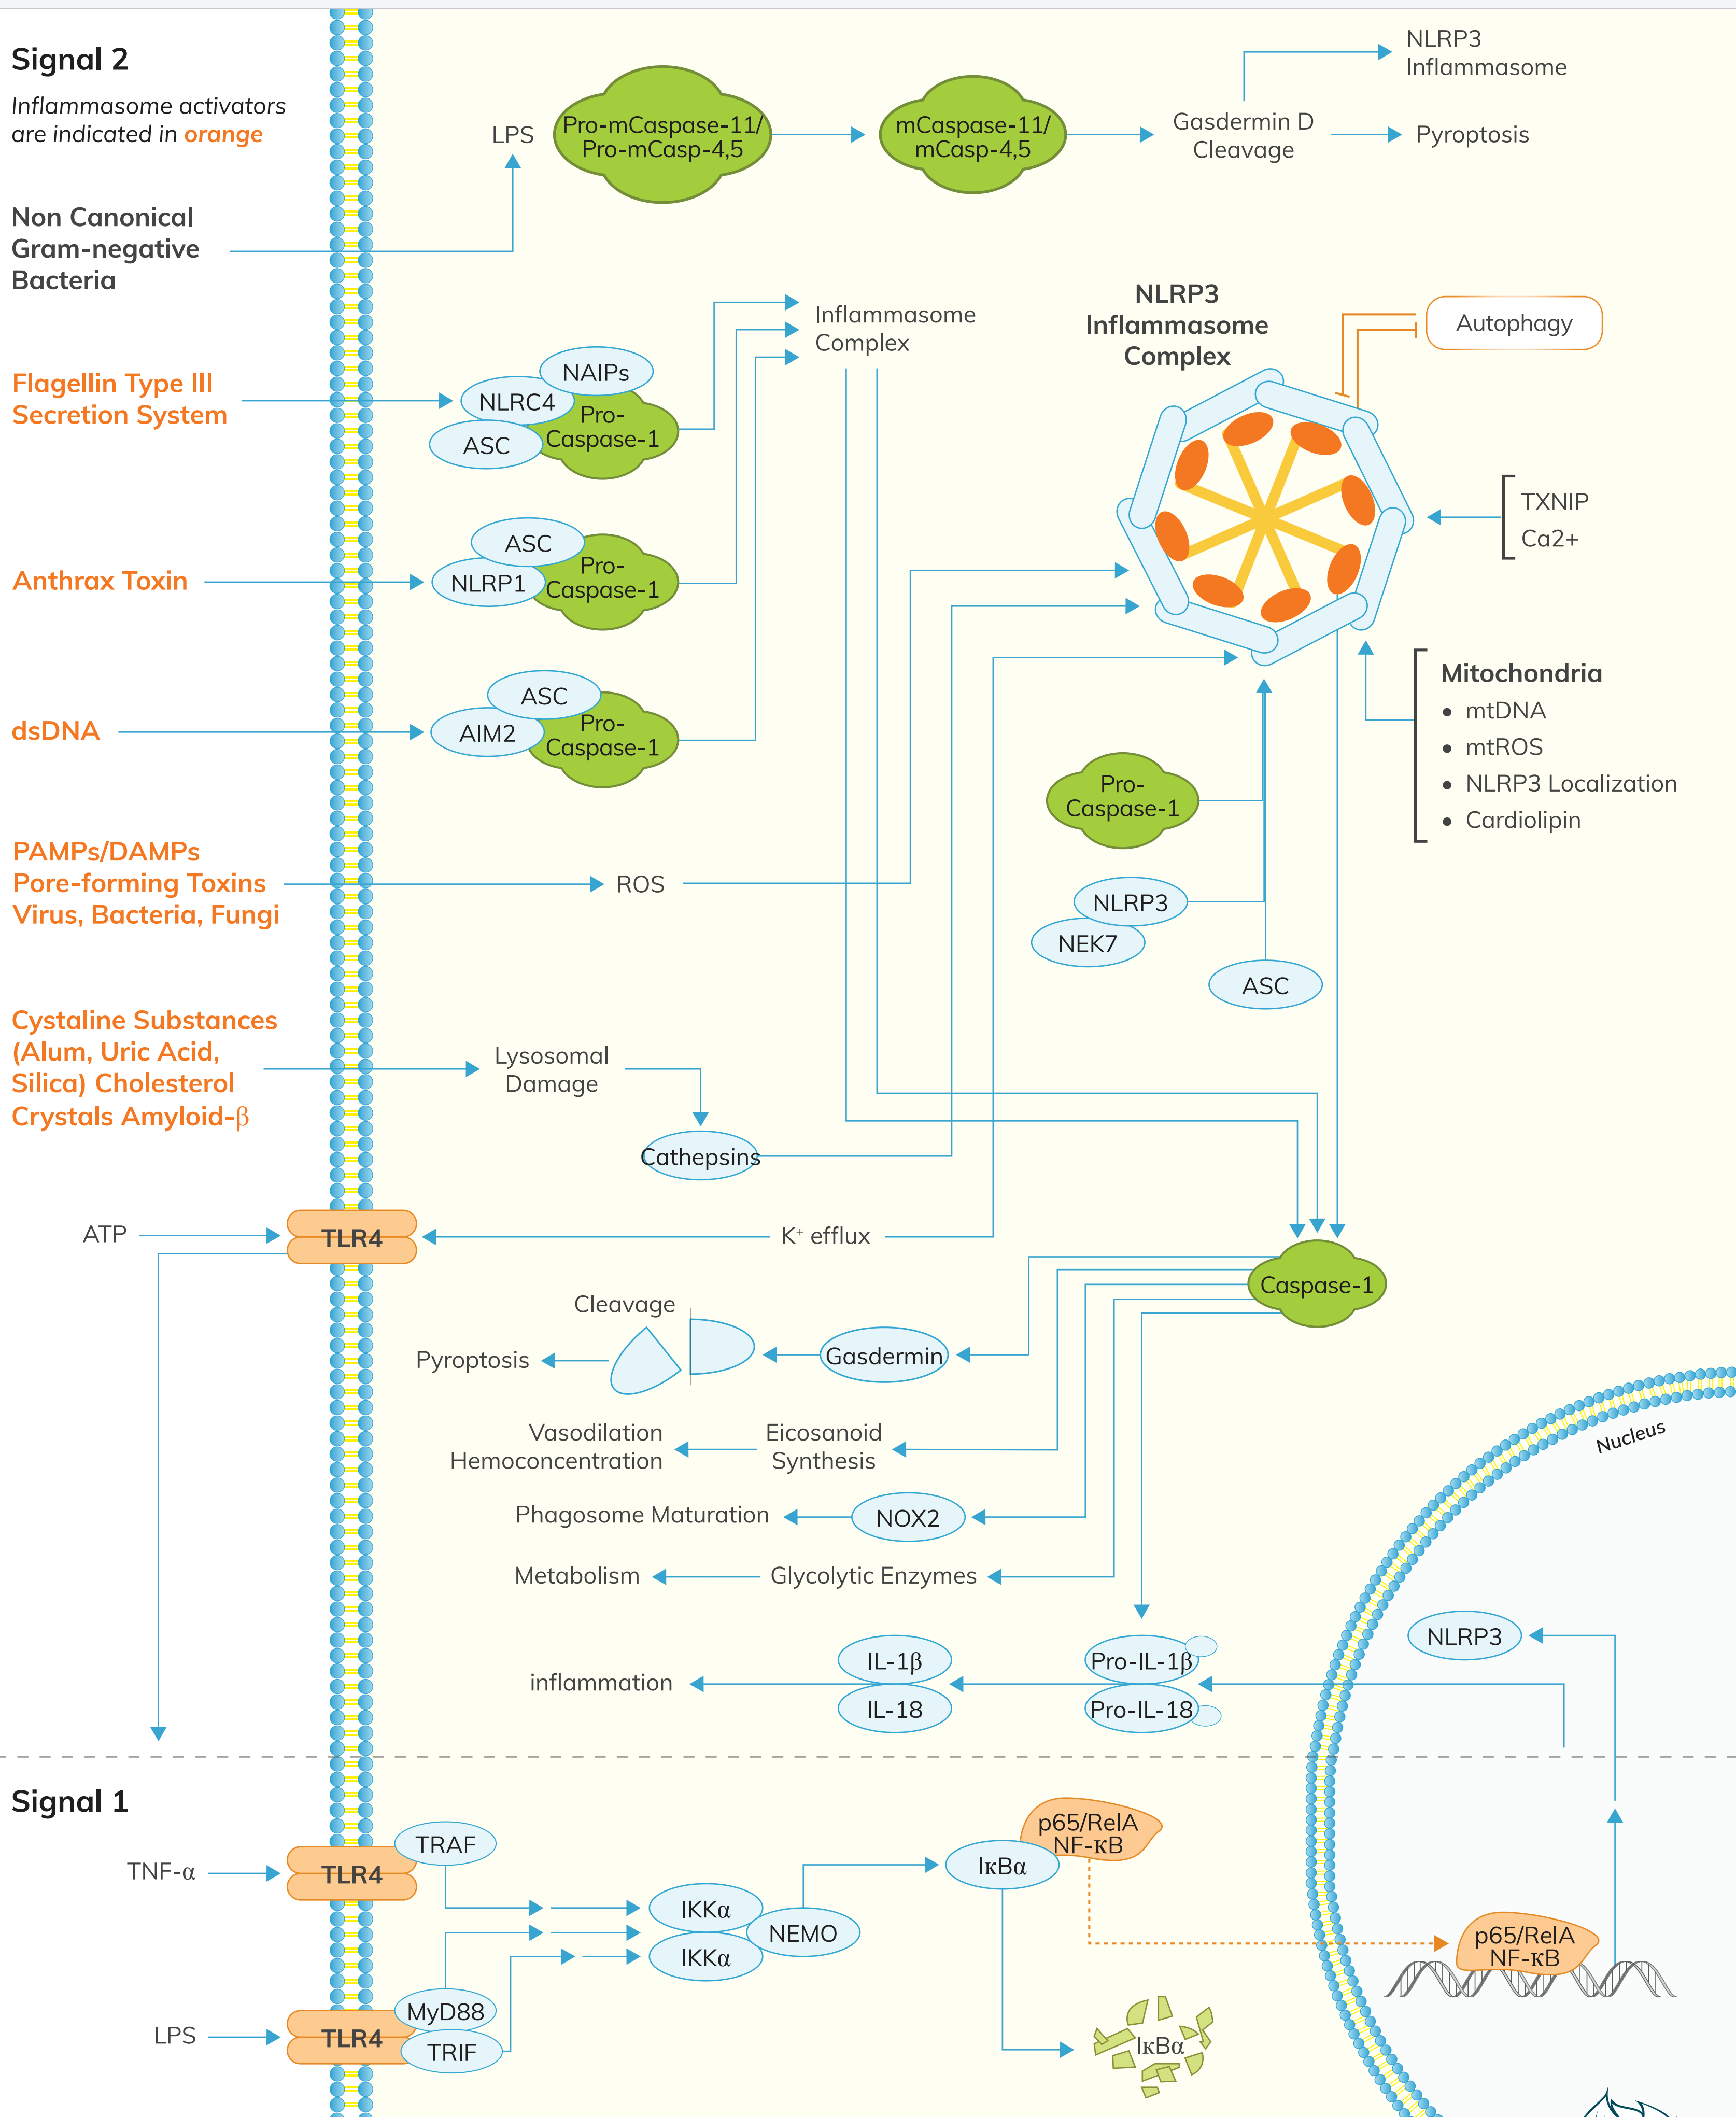 Signal 2
Inflammasome activators
are indicated in orange
Non Canonical
Gram-negative
Bacteria
LPS
Pro-mCaspase-11/
Pro-mCasp-4,5
mCaspase-11/
mCasp-4,5
Gasdermin D
Cleavage
NLRP3
Inflammasome
Pyroptosis
Flagellin Type III
Secretion System
NAIPs
NLRC4
ASC
Pro-
Caspase-1
Inflammasome
Complex
NLRP3
Inflammasome
Complex
Autophagy
TXNIP
Ca2+
Anthrax Toxin
ASC
NLRP1
Pro-
Caspase-1
dsDNA
ASC
AIM2
Pro-
Caspase-1
Mitochondria
• mtDNA
• mtROS
• NLRP3 Localization
• Cardiolipin
Pro-
Caspase-1
NLRP3
NEK7
ASC
PAMPs/DAMPs
Pore-forming Toxins
Virus, Bacteria, Fungi
ROS
Cystaline Substances
(Alum, Uric Acid,
Silica) Cholesterol
Crystals Amyloid-β
Lysosomal
Damage
Cathepsins
ATP
TLR4
K⁺ efflux
Caspase-1
Cleavage
Pyroptosis
Gasdermin
Vasodilation
Hemoconcentration
Eicosanoid
Synthesis
Phagosome Maturation
NOX2
Metabolism
Glycolytic Enzymes
inflammation
IL-1β
IL-18
Pro-IL-1β
Pro-IL-18
Nucleus
NLRP3
Signal 1
TNF-α
TLR4
TRAF
IKKα
IKKα
NEMO
IκBα
p65/RelA
NF-κB
p65/RelA
NF-κB
LPS
TLR4
MyD88
TRIF
IκBα